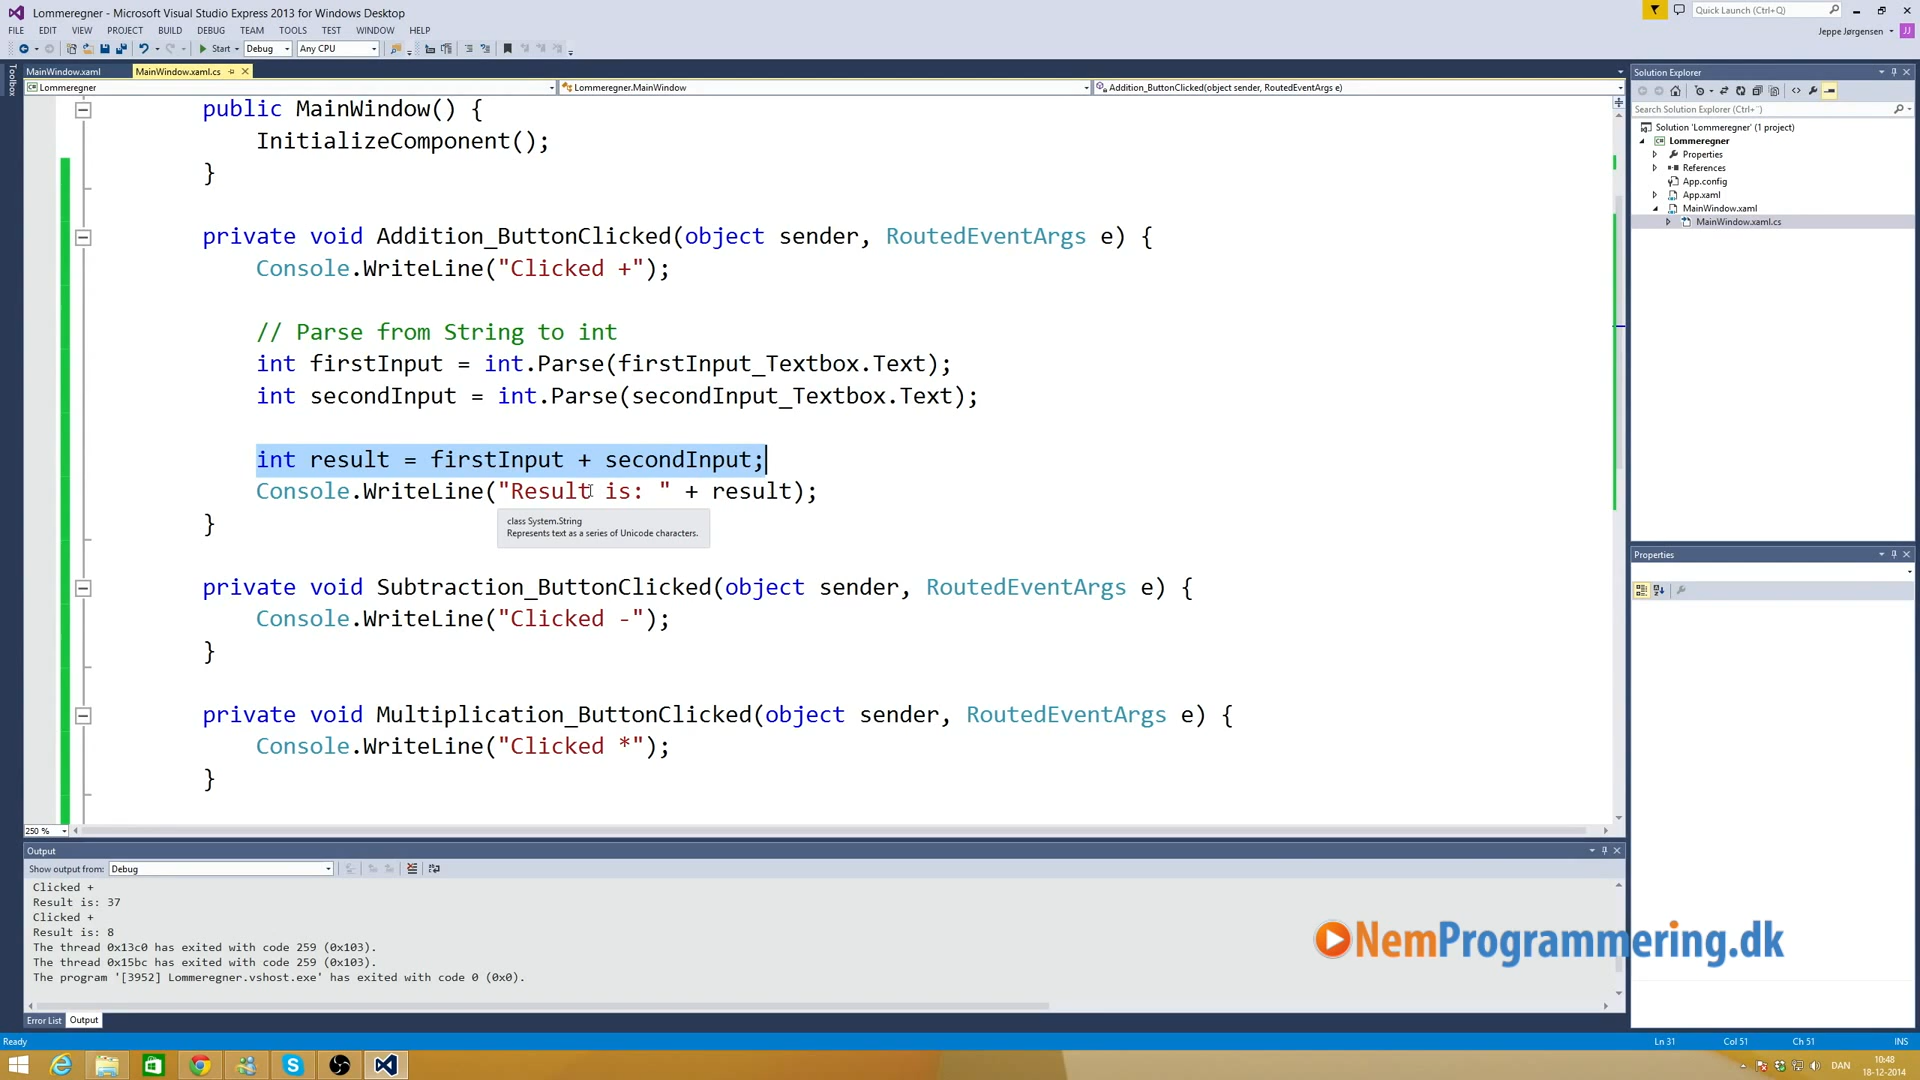 Lommeregner - Microsoft Visual Studio Express 2013 for Windows Desktop
Quick Launch (Ctrl+Q)
FILE EDIT VIEW PROJECT BUILD DEBUG TEAM TOOLS TEST WINDOW HELP
Jeppe Jørgensen
JJ
Start Debug Any CPU
Toolbox
MainWindow.xaml
MainWindow.xaml.cs
Lommeregner
Lommeregner.MainWindow
Addition_ButtonClicked(object sender, RoutedEventArgs e)
public MainWindow() {
InitializeComponent();
}
private void Addition_ButtonClicked(object sender, RoutedEventArgs e) {
Console.WriteLine("Clicked +");
// Parse from String to int
int firstInput = int.Parse(firstInput_Textbox.Text);
int secondInput = int.Parse(secondInput_Textbox.Text);
int result = firstInput + secondInput;
Console.WriteLine("Result is: " + result);
class System.String
Represents text as a series of Unicode characters.
}
private void Subtraction_ButtonClicked(object sender, RoutedEventArgs e) {
Console.WriteLine("Clicked -");
}
private void Multiplication_ButtonClicked(object sender, RoutedEventArgs e) {
Console.WriteLine("Clicked *");
}
250 %
Solution Explorer
Search Solution Explorer (Ctrl+¨)
Solution 'Lommeregner' (1 project)
Lommeregner
Properties
References
App.config
App.xaml
MainWindow.xaml
MainWindow.xaml.cs
Properties
Output
Show output from: Debug
Clicked +
Result is: 37
Clicked +
Result is: 8
The thread 0x13c0 has exited with code 259 (0x103).
The thread 0x15bc has exited with code 259 (0x103).
The program '[3952] Lommeregner.vshost.exe' has exited with code 0 (0x0).
NemProgrammering.dk
Error List Output
Ready
Ln 31 Col 51 Ch 51 INS
DAN
10:48
18-12-2014